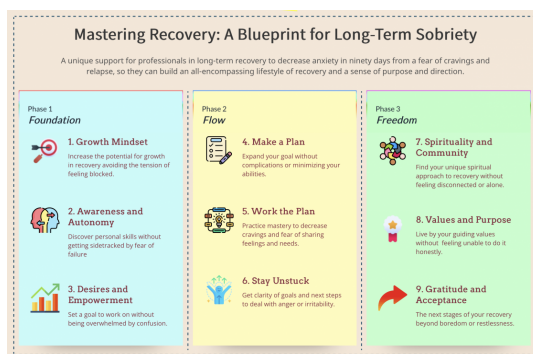 Mastering Recovery: A Blueprint for Long-Term Sobriety
A unique support for professionals in long-term recovery to decrease anxiety in ninety days from a fear of cravings and
relapse, so they can build an all-encompassing lifestyle of recovery and a sense of purpose and direction.
Phase 1
Foundation
1. Growth Mindset
Increase the potential for growth
in recovery avoiding the tension of
feeling blocked.
2. Awareness and
Autonomy
Discover personal skills without
getting sidetracked by fear of
failure
3. Desires and
Empowerment
Set a goal to work on without
being overwhelmed by confusion.
Phase 2
Flow
4. Make a Plan
Expand your goal without
complications or minimizing your
abilities.
5. Work the Plan
Practice mastery to decrease
cravings and fear of sharing
feelings and needs.
6. Stay Unstuck
Get clarity of goals and next steps
to deal with anger or irritability.
Phase 3
Freedom
7. Spirituality and
Community
Find your unique spiritual
approach to recovery without
feeling disconnected or alone.
8. Values and Purpose
Live by your guiding values
without feeling unable to do it
honestly.
9. Gratitude and
Acceptance
The next stages of your recovery
beyond boredom or restlessness.